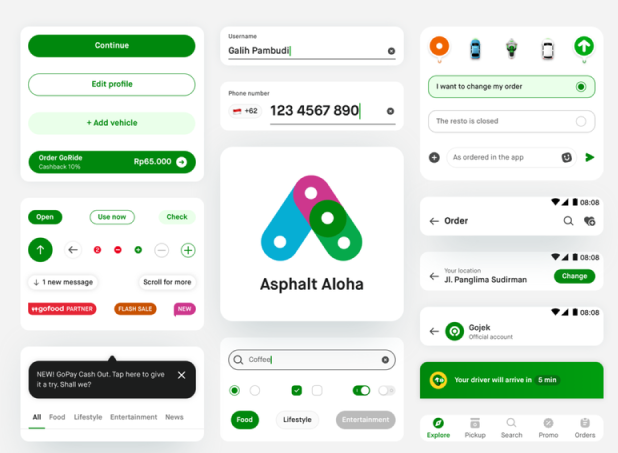 Continue
Edit profile
+ Add vehicle
Order GoRide
Cashback 10%
Rp65.000
Open
Use now
Check
2
1 new message
Scroll for more
gofood PARTNER
FLASH SALE
NEW
NEW! GoPay Cash Out. Tap here to give
it a try. Shall we?
All Food Lifestyle Entertainment News
Username
Galih Pambudi
Phone number
+62
123 4567 890
Asphalt Aloha
Coffee
Food
Lifestyle
Entertainment
I want to change my order
The resto is closed
As ordered in the app
08:08
Order
08:08
Your location
Jl. Panglima Sudirman
Change
08:08
Gojek
Official account
Your driver will arrive in 5 min
Explore Pickup Search Promo Orders